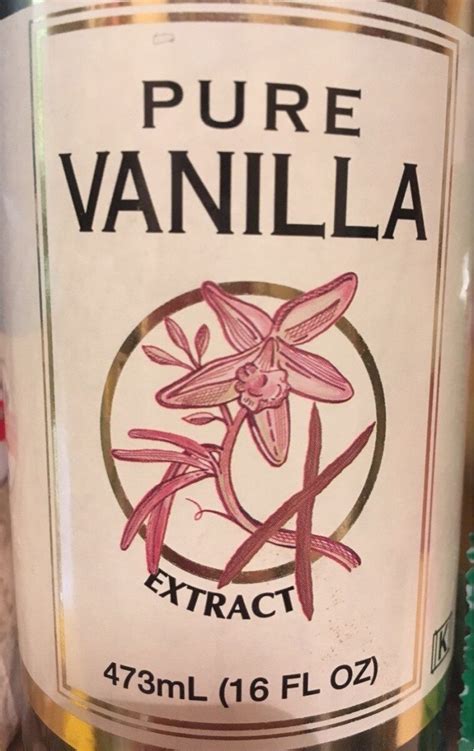 PURE
VANILLA
EXTRACT
473mL (16 FL OZ)
K